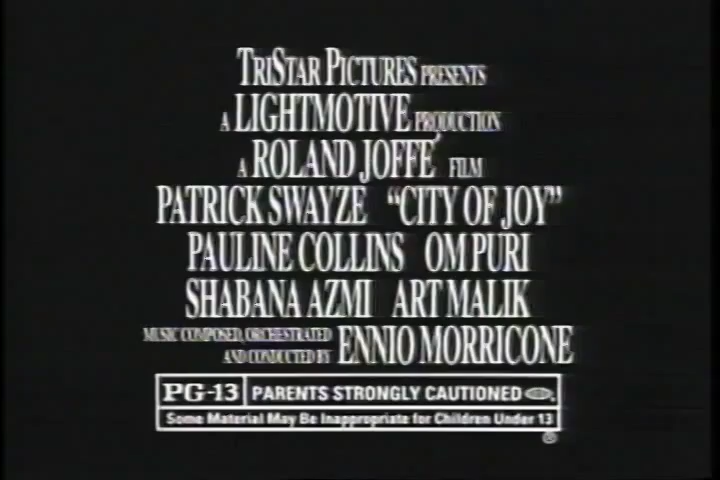 TRISTAR PICTURES PRESENTS
A LIGHTMOTIVE PRODUCTION
A ROLAND JOFFÉ FILM
PATRICK SWAYZE "CITY OF JOY"
PAULINE COLLINS OM PURI
SHABANA AZMI ART MALIK
MUSIC COMPOSED, ORCHESTRATED
AND CONDUCTED BY ENNIO MORRICONE
PG-13 PARENTS STRONGLY CAUTIONED
Some Material May Be Inappropriate for Children Under 13
®